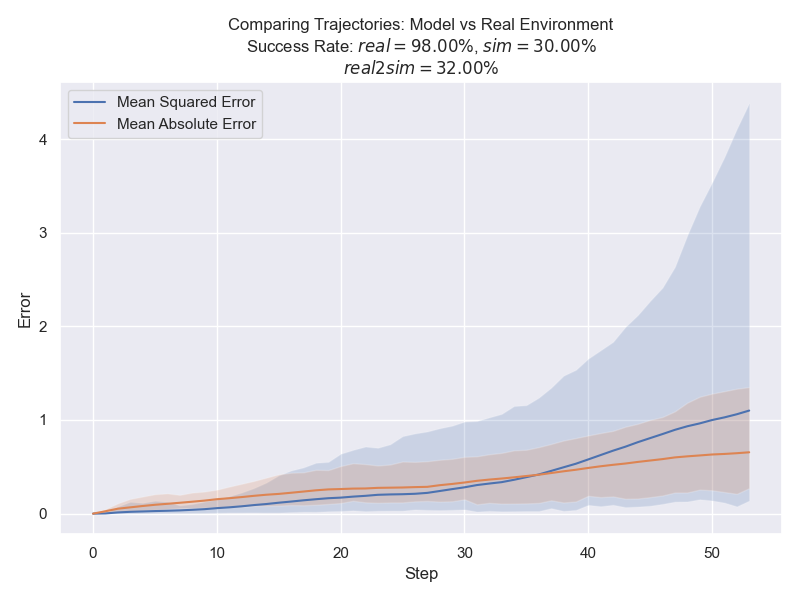 Comparing Trajectories: Model vs Real Environment
Success Rate: real = 98.00%, sim = 30.00%
real2sim = 32.00%
Mean Squared Error
Mean Absolute Error
4
3
2
1
0
Error
0 10 20 30 40 50
Step